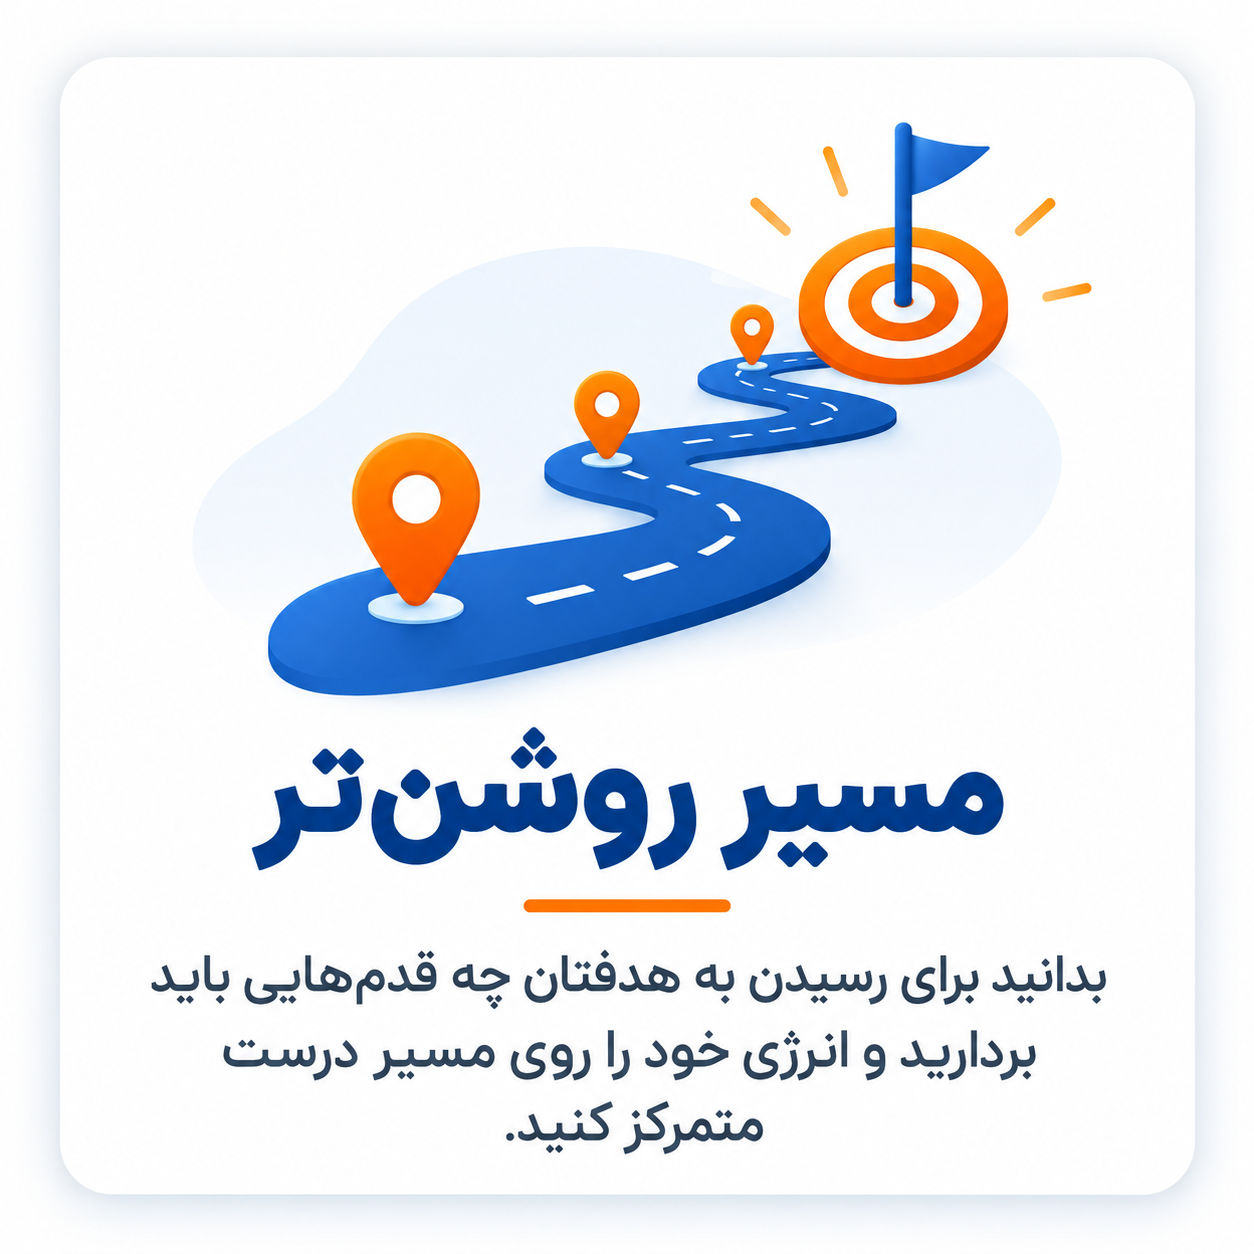 مسیر روشن‌تر
بدانید برای رسیدن به هدفتان چه قدم‌هایی باید
بردارید و انرژی خود را روی مسیر درست
متمرکز کنید.